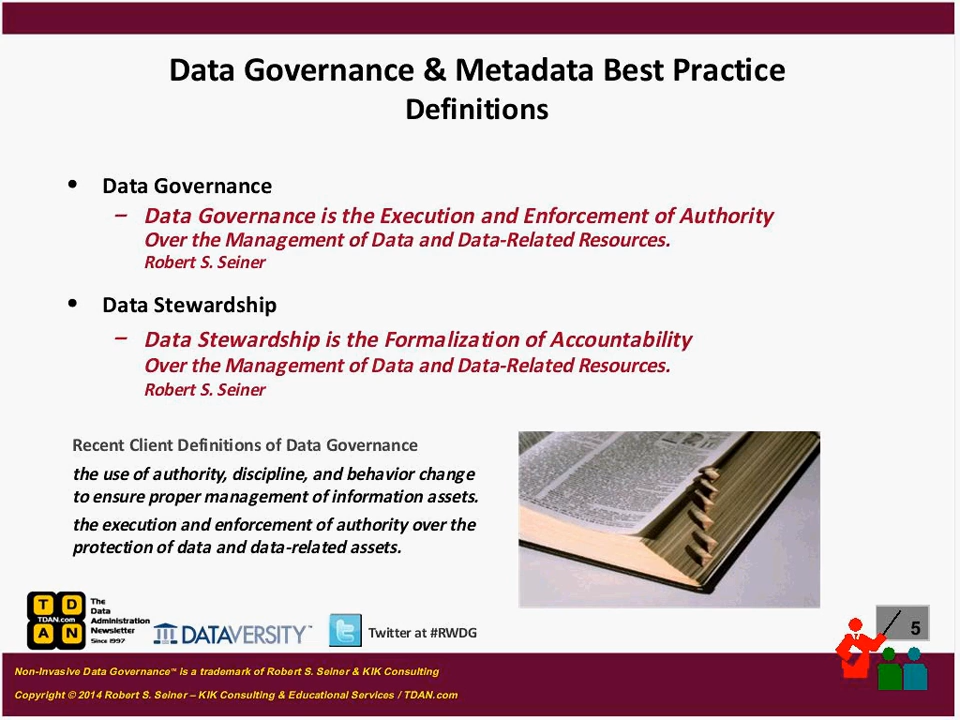 Data Governance & Metadata Best Practice
Definitions
• Data Governance
– Data Governance is the Execution and Enforcement of Authority
Over the Management of Data and Data-Related Resources.
Robert S. Seiner
• Data Stewardship
– Data Stewardship is the Formalization of Accountability
Over the Management of Data and Data-Related Resources.
Robert S. Seiner
Recent Client Definitions of Data Governance
the use of authority, discipline, and behavior change
to ensure proper management of information assets.
the execution and enforcement of authority over the
protection of data and data-related assets.
T D
TDAN.com
A N
The
Data
Administration
Newsletter
Since 1997
DATAVERSITY™
Twitter at #RWDG
5
Non-Invasive Data Governance™ is a trademark of Robert S. Seiner & KIK Consulting
Copyright © 2014 Robert S. Seiner – KIK Consulting & Educational Services / TDAN.com